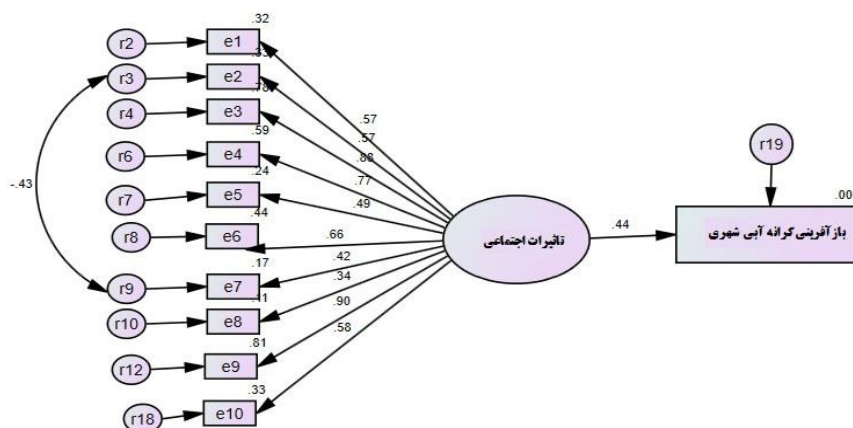 .32
r2
e1
.33
r3
e2
.78
r4
e3
.59
r6
e4
.24
r7
e5
.44
r8
e6
.17
r9
e7
.11
r10
e8
.81
r12
e9
.33
r18
e10
-.43
.57
.57
.88
.77
.49
.66
.42
.34
.90
.58
تاثیرات اجتماعی
.44
r19
.00
بازآفرینی کرانه آبی شهری